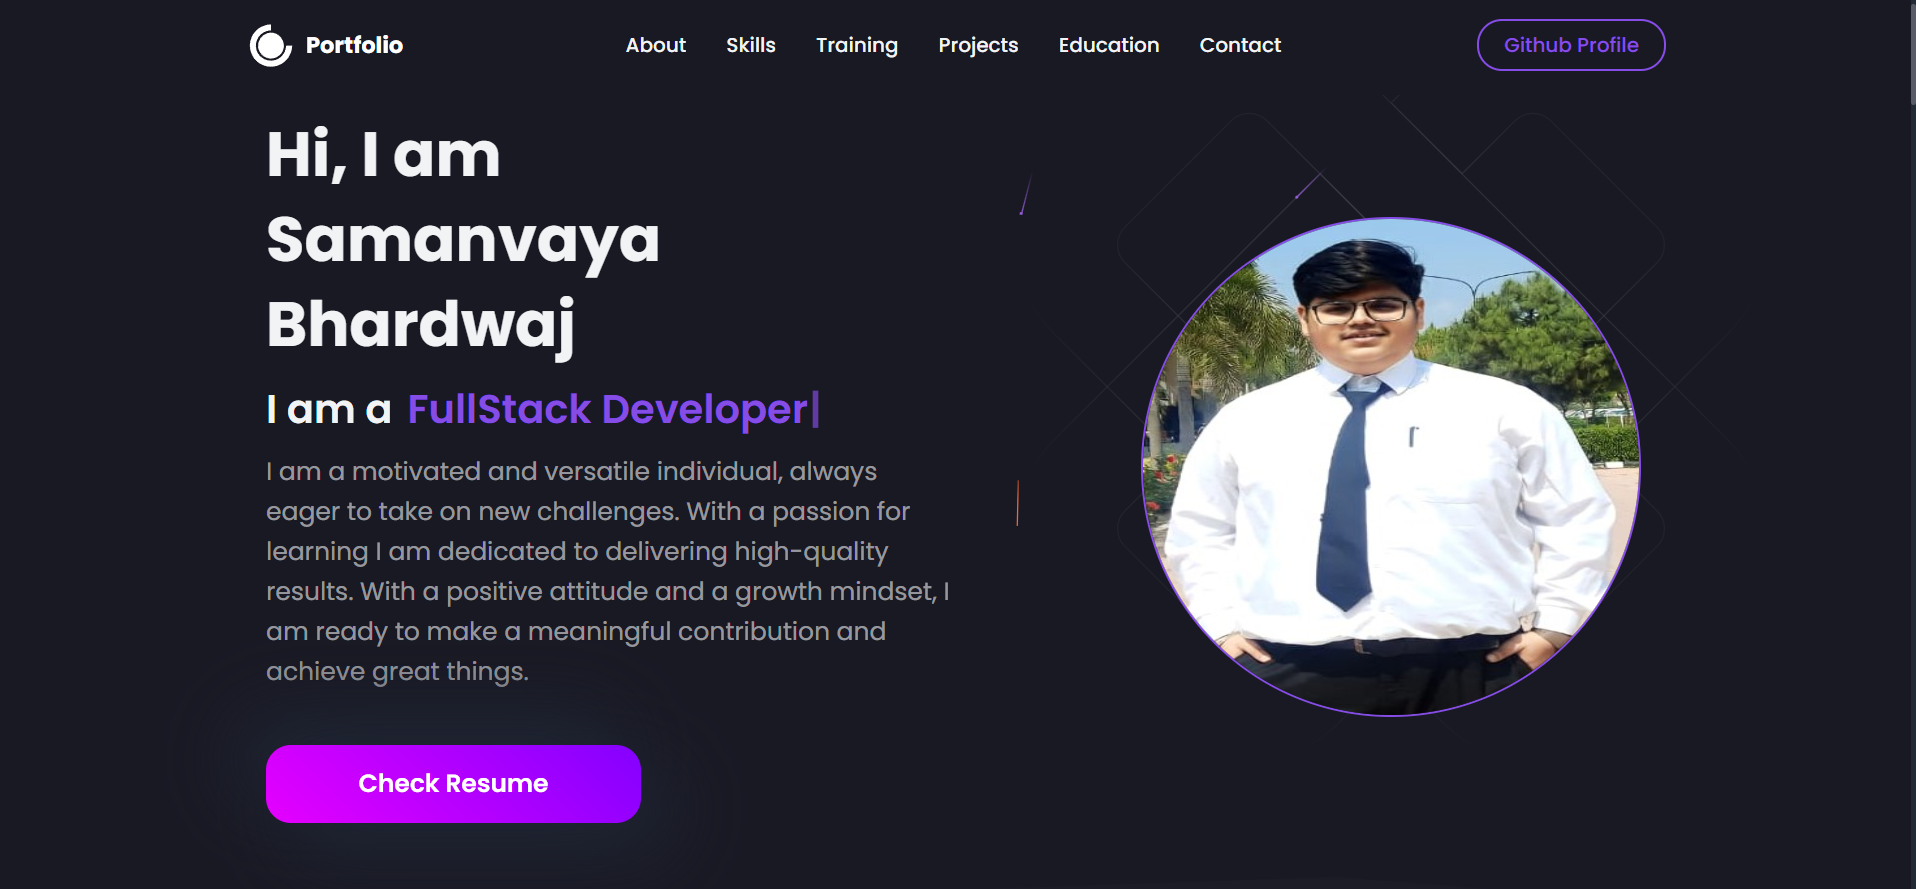 Portfolio
About
Skills
Training
Projects
Education
Contact
Github Profile
Hi, I am
Samanvaya
Bhardwaj
I am a FullStack Developer|
I am a motivated and versatile individual, always
eager to take on new challenges. With a passion for
learning I am dedicated to delivering high-quality
results. With a positive attitude and a growth mindset, I
am ready to make a meaningful contribution and
achieve great things.
Check Resume